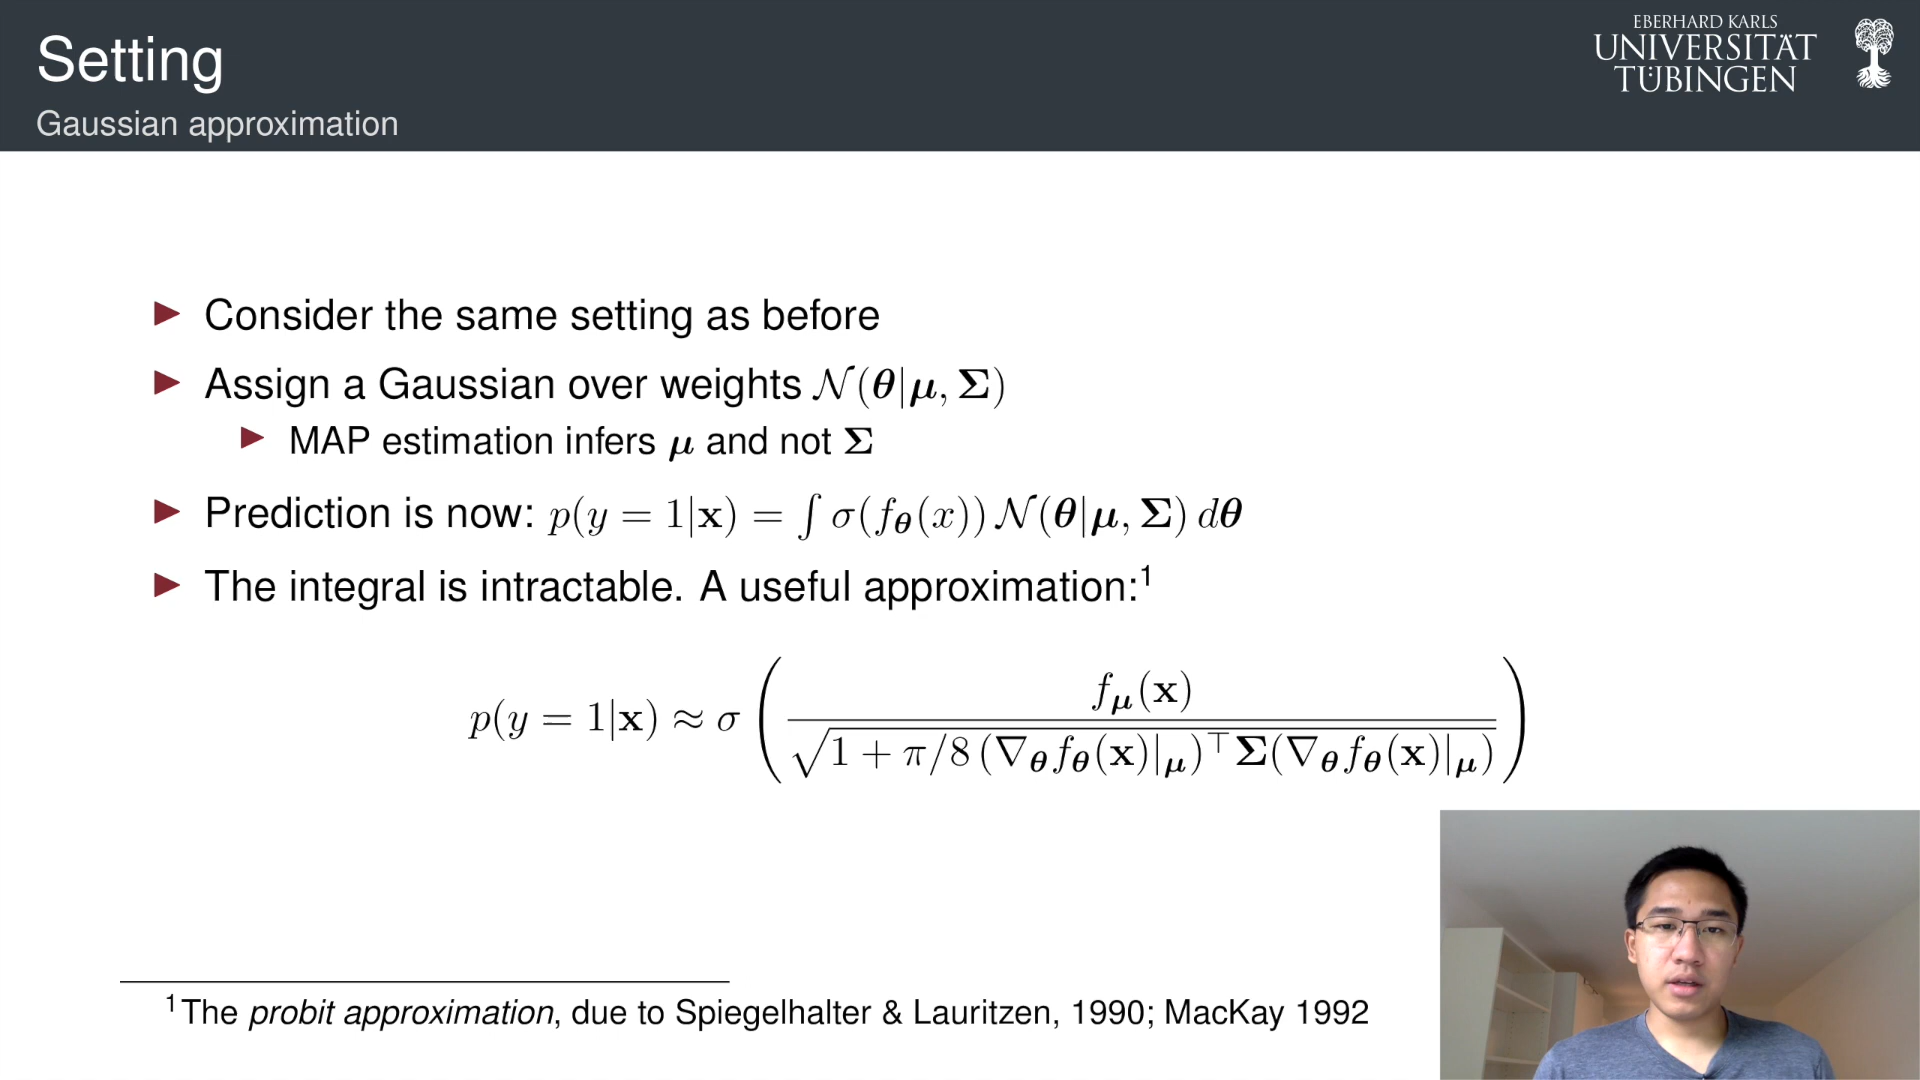 Setting
Gaussian approximation
EBERHARD KARLS
UNIVERSITÄT
TÜBINGEN
Consider the same setting as before
Assign a Gaussian over weights 𝒩(θ|μ, Σ)
MAP estimation infers μ and not Σ
Prediction is now: p(y = 1|x) = ∫ σ(f_θ(x)) 𝒩(θ|μ, Σ) dθ
The integral is intractable. A useful approximation:¹
p(y = 1|x) ≈ σ ( f_μ(x) / √(1 + π/8 (∇_θ f_θ(x)|_μ)^⊤ Σ(∇_θ f_θ(x)|_μ)) )
¹The probit approximation, due to Spiegelhalter & Lauritzen, 1990; MacKay 1992